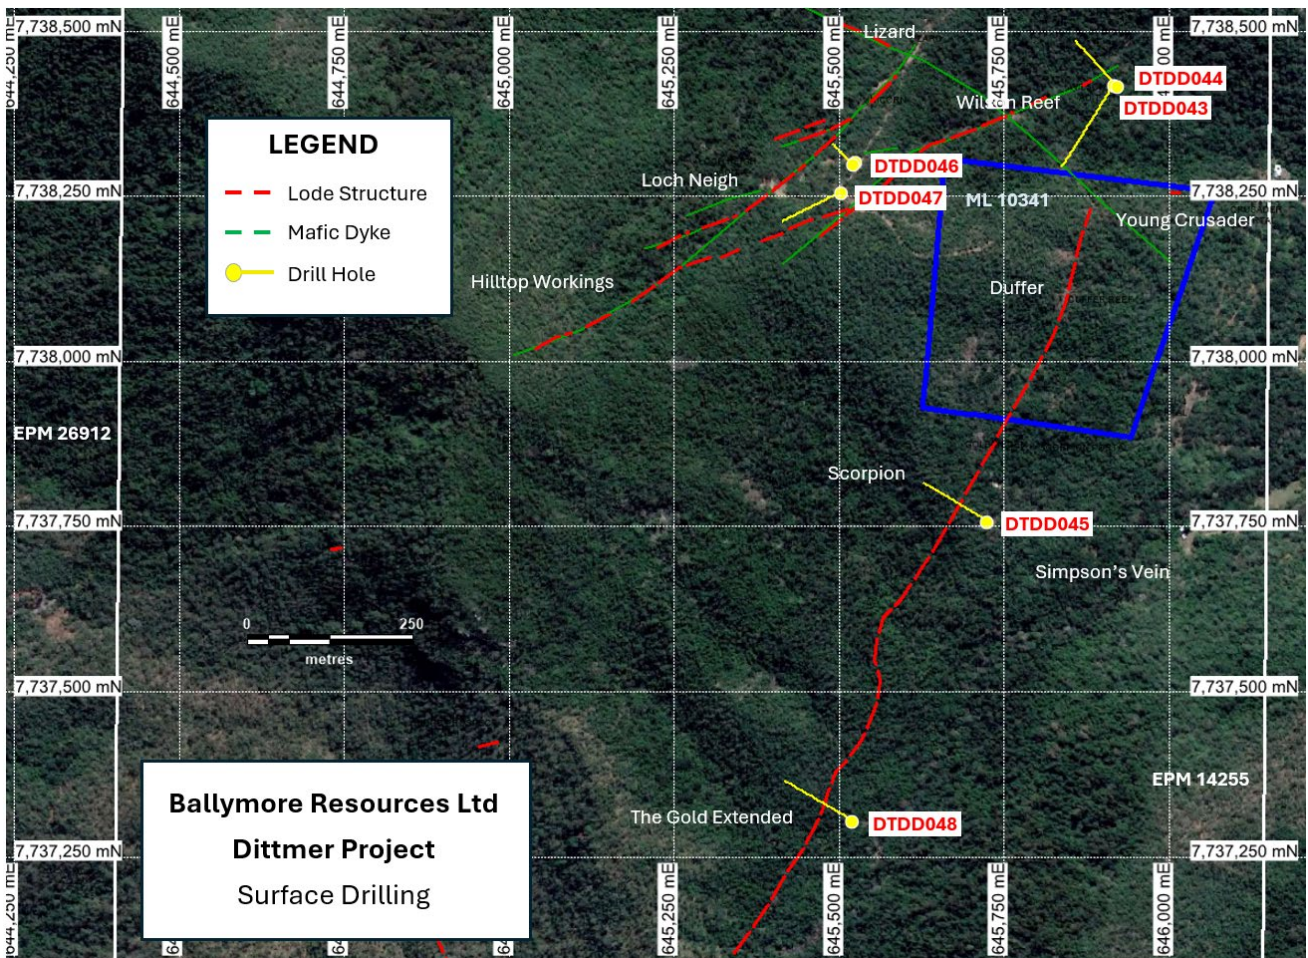 7,738,500 mN
644,250 mE
644,500 mE
644,750 mE
645,000 mE
645,250 mE
645,500 mE
Lizard
7,738,500 mN
DTDD044
Wilson Reef
DTDD043
LEGEND
Lode Structure
Mafic Dyke
Drill Hole
DTDD046
Loch Neigh
7,738,250 mN
DTDD047
ML 10341
7,738,250 mN
Young Crusader
Hilltop Workings
Duffer
7,738,000 mN
7,738,000 mN
EPM 26912
Scorpion
7,737,750 mN
DTDD045
7,737,750 mN
Simpson's Vein
0
250
metres
7,737,500 mN
7,737,500 mN
Ballymore Resources Ltd
Dittmer Project
Surface Drilling
EPM 14255
The Gold Extended
DTDD048
7,737,250 mN
7,737,250 mN
644,250 mE
645,250 mE
645,500 mE
645,750 mE
646,000 mE